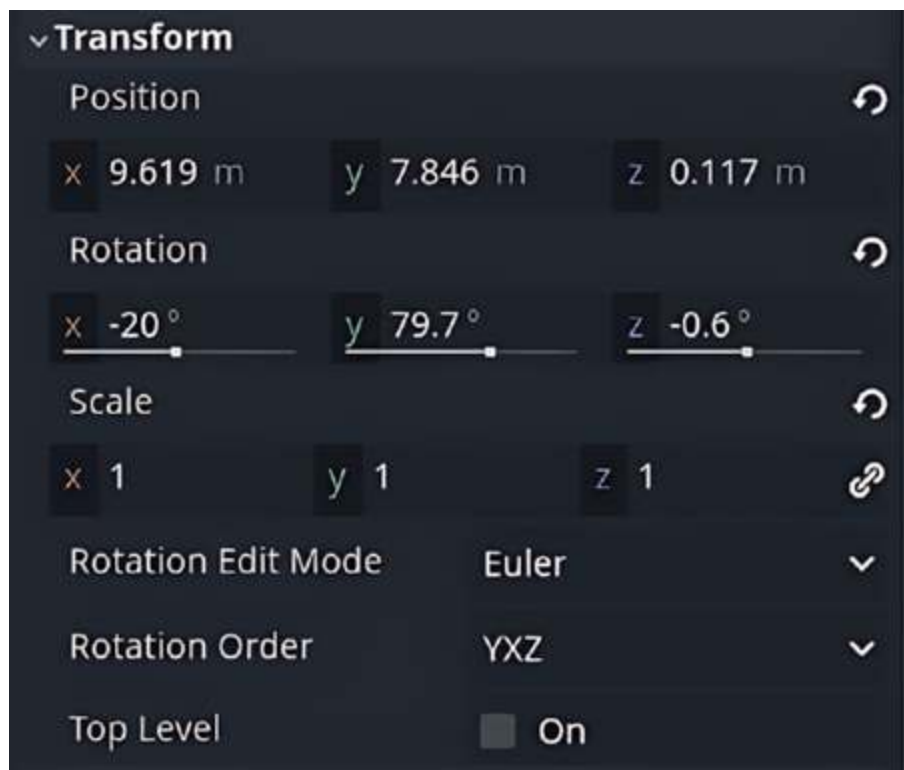 Transform
Position
x 9.619 m y 7.846 m z 0.117 m
Rotation
x -20° y 79.7° z -0.6°
Scale
x 1 y 1 z 1
Rotation Edit Mode Euler
Rotation Order YXZ
Top Level On